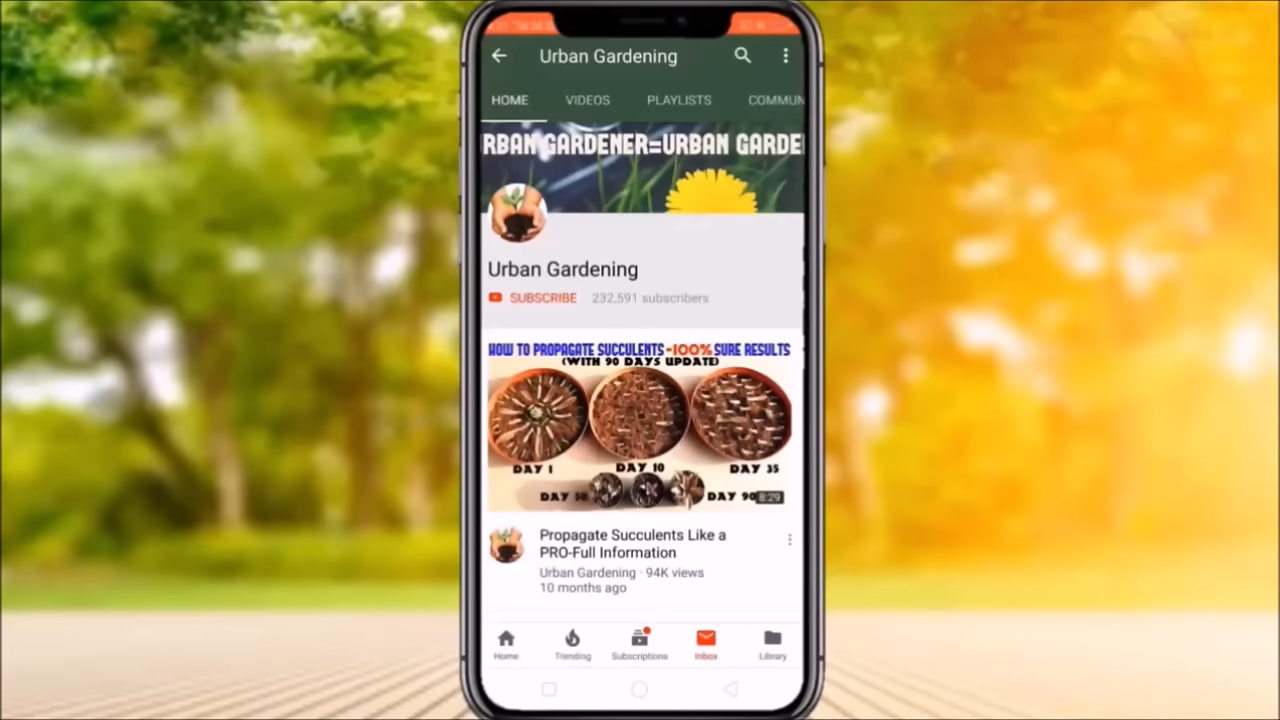 Urban Gardening
HOME VIDEOS PLAYLISTS COMMUN
RBAN GARDENER=URBAN GARDE
Urban Gardening
SUBSCRIBE 232,591 subscribers
HOW TO PROPAGATE SUCCULENTS-100% SURE RESULTS
(WITH 90 DAYS UPDATE)
DAY 1 DAY 10 DAY 35
DAY 50 DAY 90 8:29
Propagate Succulents Like a
PRO-Full Information
Urban Gardening · 94K views
10 months ago
Home Trending Subscriptions Inbox Library